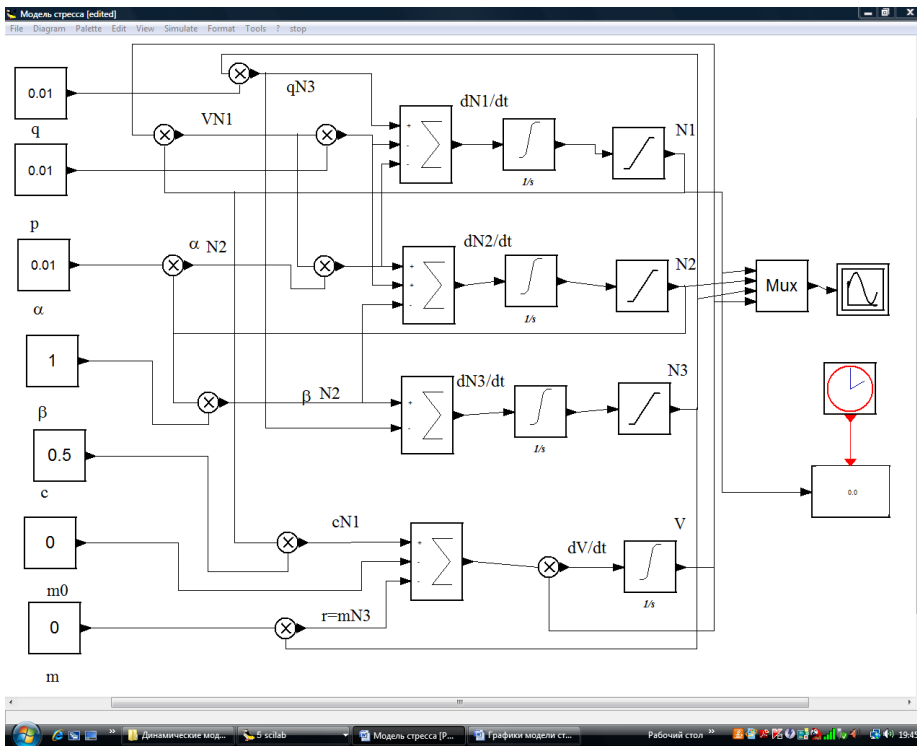 Модель стресса [edited]
File Diagram Palette Edit View Simulate Format Tools ? stop
0.01
q
qN3
dN1/dt
N1
VN1
+
-
-
1/s
0.01
p
0.01
α
α N2
dN2/dt
N2
+
+
-
1/s
Mux
1
β
β N2
dN3/dt
N3
+
-
1/s
0.5
c
0.0
cN1
+
-
-
dV/dt
V
1/s
0
m0
r=mN3
0
m
Динамические мод... 5 scilab Модель стресса [Р... Графики модели ст... Рабочий стол